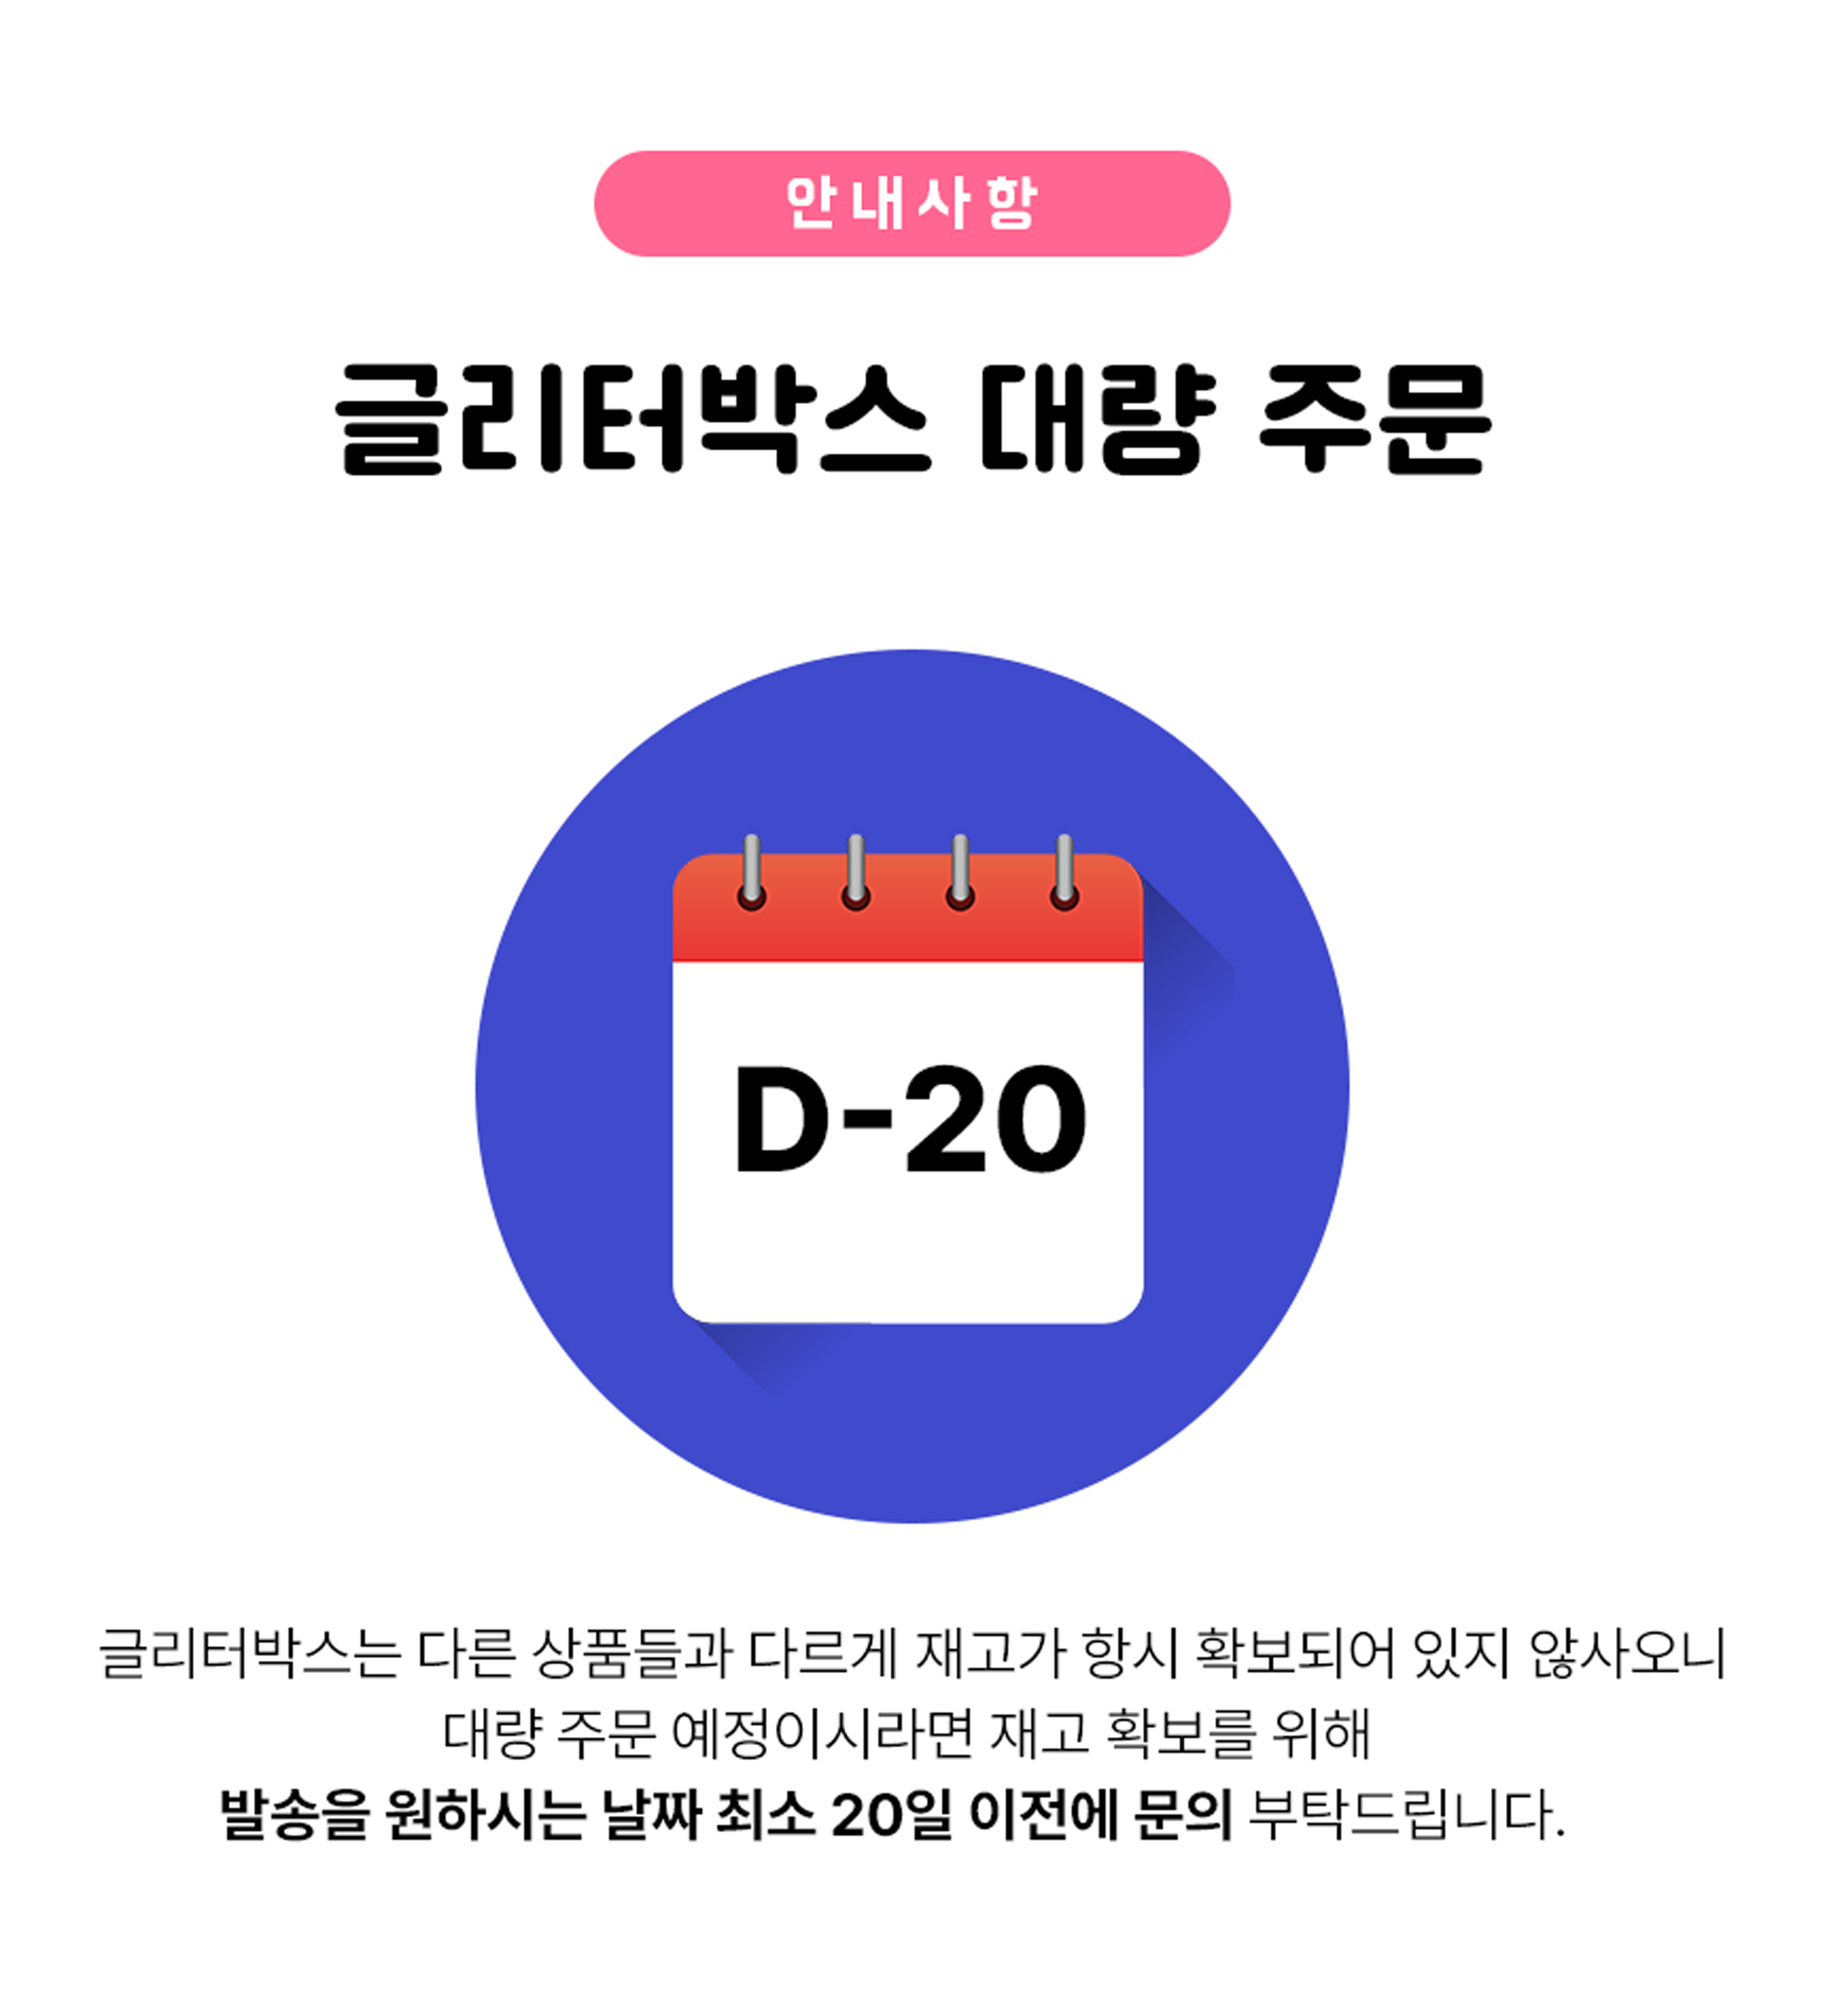 안내사항
글리터박스 대량 주문
D-20
글리터박스는 다른 상품들과 다르게 재고가 항시 확보되어 있지 않사오니
대량 주문 예정이시라면 재고 확보를 위해
발송을 원하시는 날짜 최소 20일 이전에 문의 부탁드립니다.